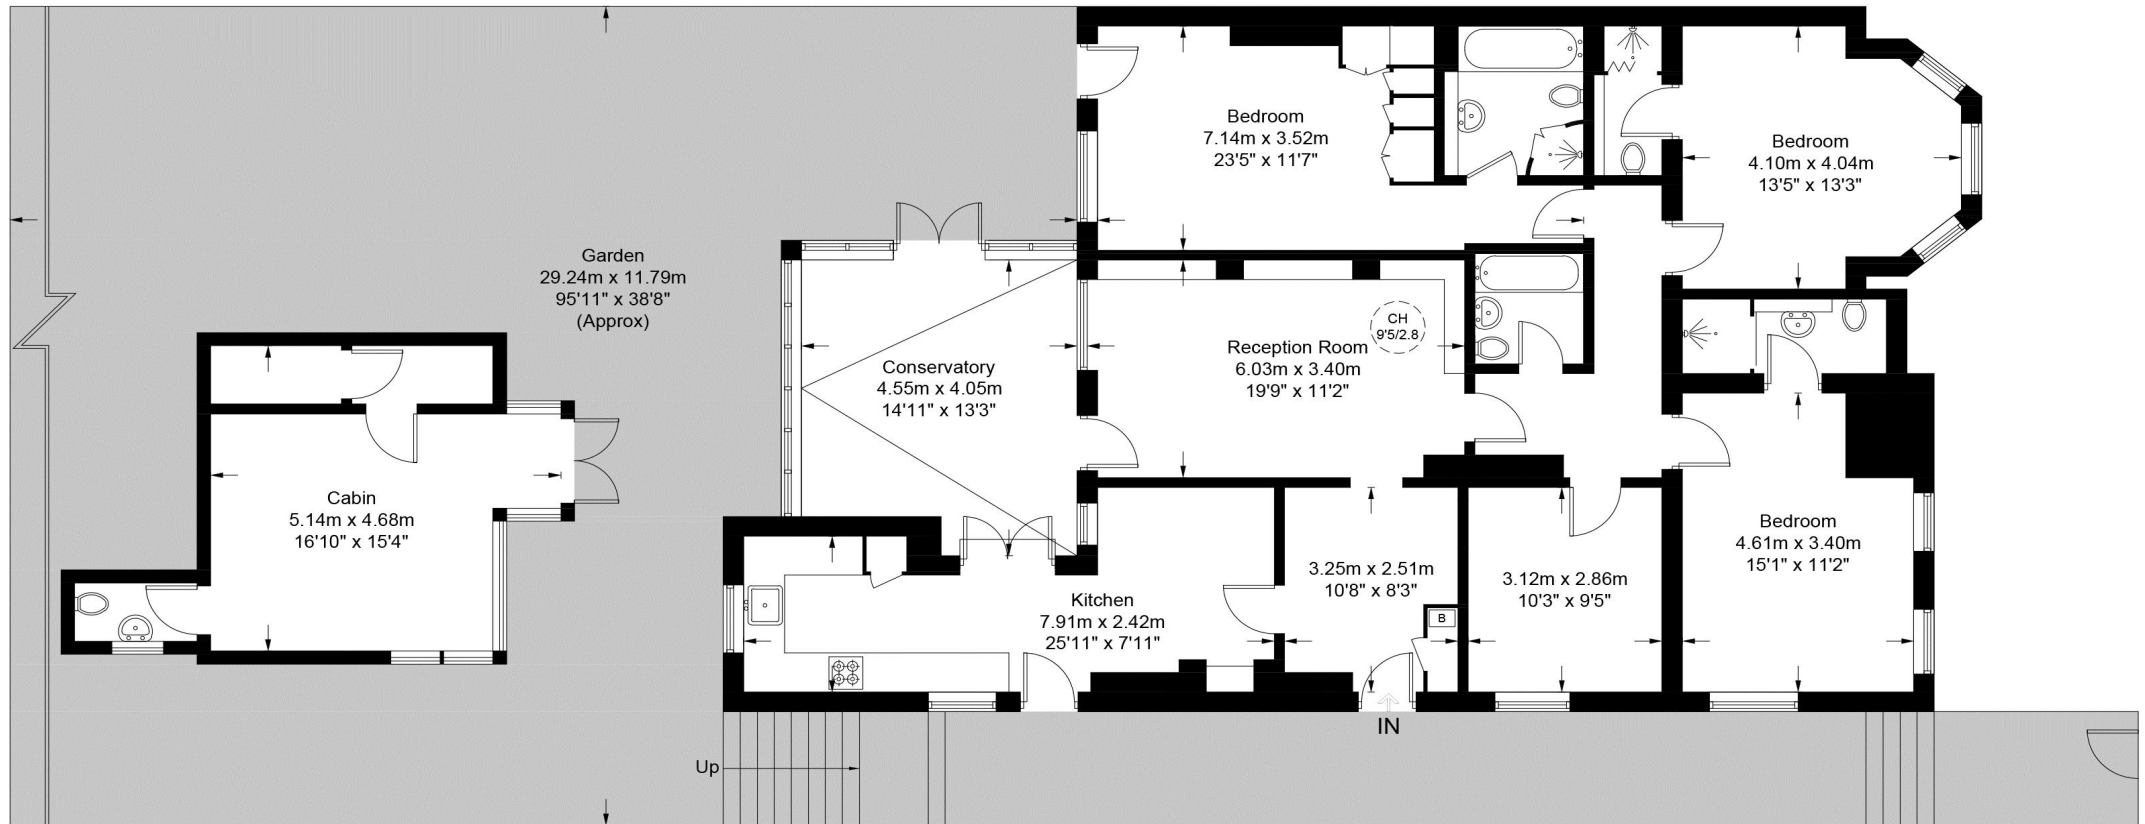 Bedroom
7.14m x 3.52m
23'5" x 11'7"
Bedroom
4.10m x 4.04m
13'5" x 13'3"
Garden
29.24m x 11.79m
95'11" x 38'8"
(Approx)
CH
9'5/2.8
Reception Room
6.03m x 3.40m
19'9" x 11'2"
Conservatory
4.55m x 4.05m
14'11" x 13'3"
Cabin
5.14m x 4.68m
16'10" x 15'4"
Bedroom
4.61m x 3.40m
15'1" x 11'2"
3.25m x 2.51m
10'8" x 8'3"
3.12m x 2.86m
10'3" x 9'5"
Kitchen
7.91m x 2.42m
25'11" x 7'11"
B
IN
Up